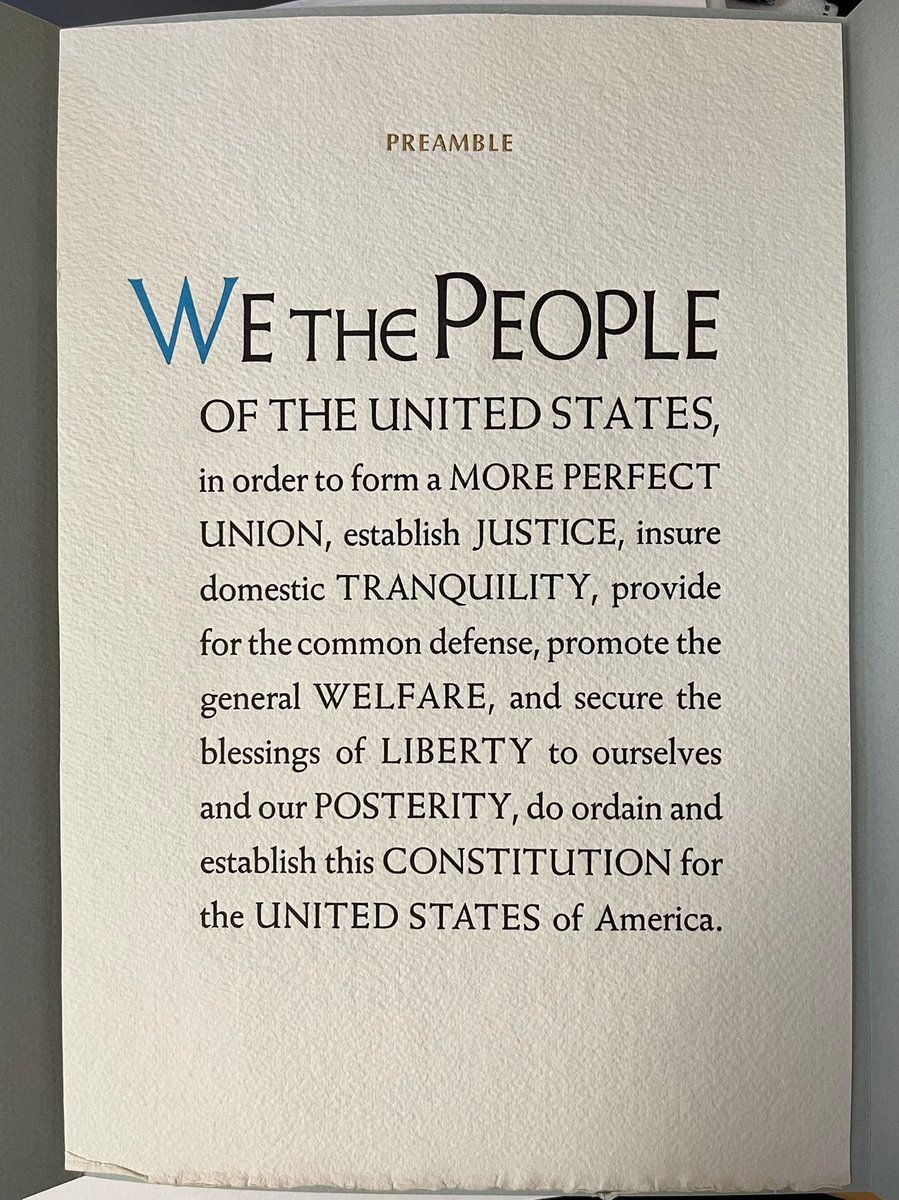 PREAMBLE
WE THE PEOPLE
OF THE UNITED STATES,
in order to form a MORE PERFECT
UNION, establish JUSTICE, insure
domestic TRANQUILITY, provide
for the common defense, promote the
general WELFARE, and secure the
blessings of LIBERTY to ourselves
and our POSTERITY, do ordain and
establish this CONSTITUTION for
the UNITED STATES of America.